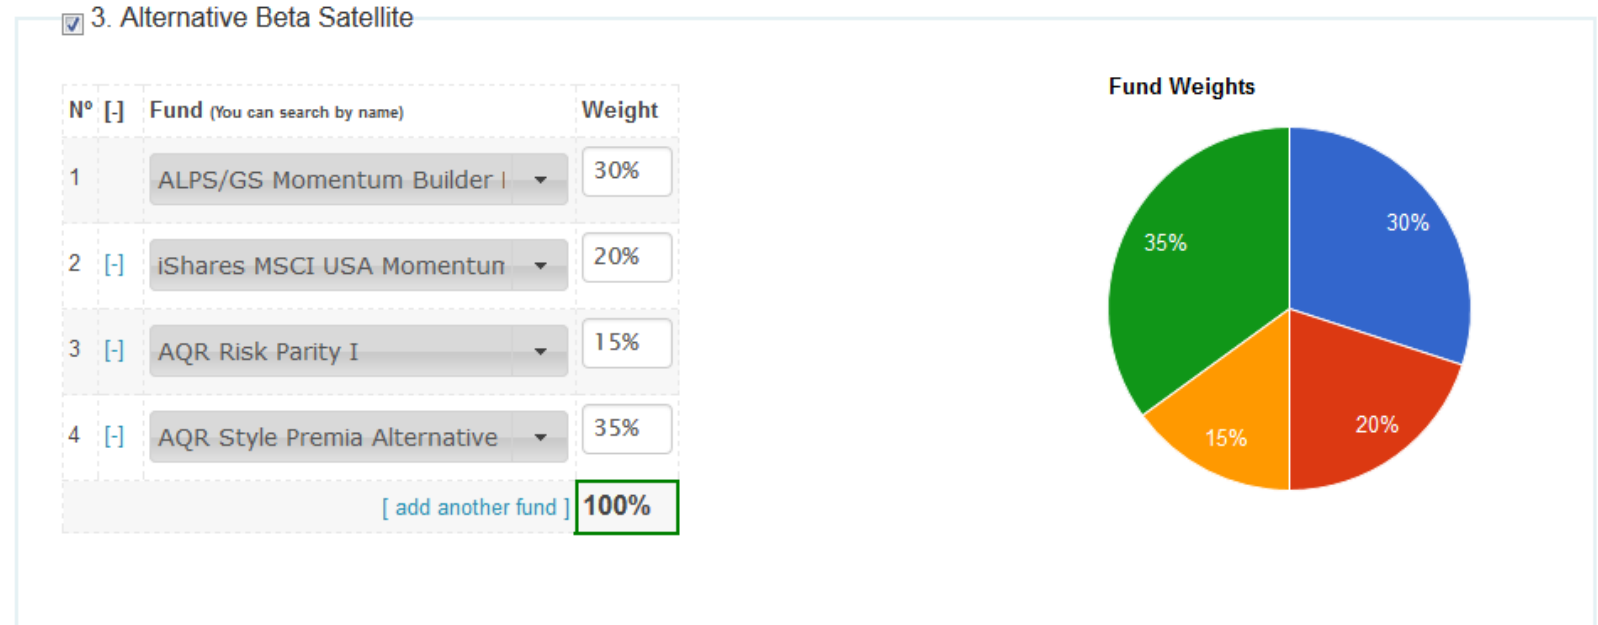 3. Alternative Beta Satellite
Fund Weights
Nº [-] Fund (You can search by name) Weight
1 ALPS/GS Momentum Builder 30%
2 [-] iShares MSCI USA Momentum 20%
3 [-] AQR Risk Parity I 15%
4 [-] AQR Style Premia Alternative 35%
[ add another fund ] 100%
30%
35%
20%
15%